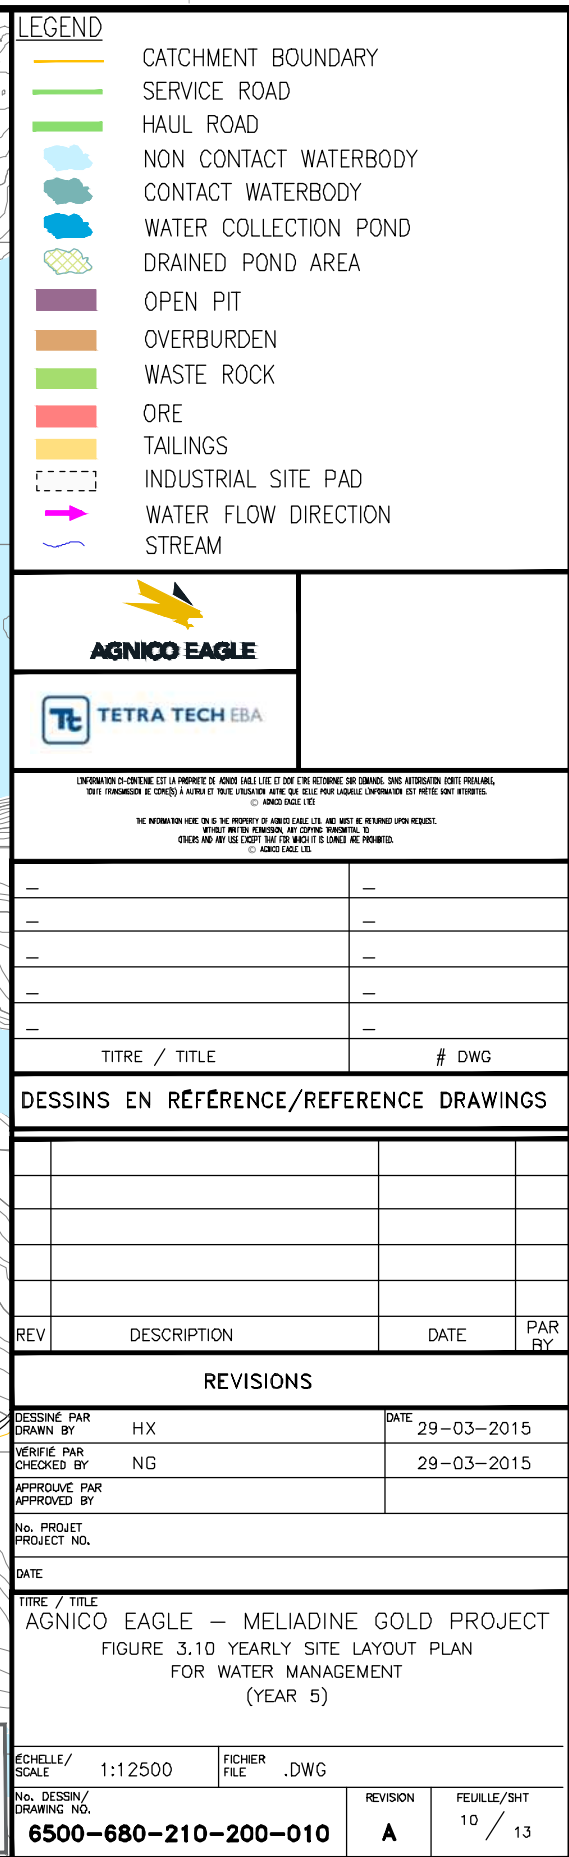 LEGEND
CATCHMENT BOUNDARY
SERVICE ROAD
HAUL ROAD
NON CONTACT WATERBODY
CONTACT WATERBODY
WATER COLLECTION POND
DRAINED POND AREA
OPEN PIT
OVERBURDEN
WASTE ROCK
ORE
TAILINGS
INDUSTRIAL SITE PAD
WATER FLOW DIRECTION
STREAM
AGNICO EAGLE
Tt TETRA TECH EBA
L'INFORMATION CI-CONTENUE EST LA PROPRIETE DE AGNICO EAGLE LTEE ET DOIT ETRE RETOURNEE SUR DEMANDE. SANS AUTORISATION ECRITE PREALABLE,
TOUTE TRANSMISSION DE COPIE(S) À AUTRUI ET TOUTE UTILISATION AUTRE QUE CELLE POUR LAQUELLE L'INFORMATION EST PRÊTÉE SONT INTERDITES.
© AGNICO EAGLE LTÉE
THE INFORMATION HERE ON IS THE PROPERTY OF AGNICO EAGLE LTD. AND MUST BE RETURNED UPON REQUEST.
WITHOUT WRITTEN PERMISSION, ANY COPYING TRANSMITTAL TO
OTHERS AND ANY USE EXCEPT THAT FOR WHICH IT IS LOANED ARE PROHIBITED.
© AGNICO EAGLE LTD.
– –
– –
– –
– –
– –
TITRE / TITLE # DWG
DESSINS EN RÉFÉRENCE/REFERENCE DRAWINGS
REV DESCRIPTION DATE PAR
BY
REVISIONS
DESSINÉ PAR
DRAWN BY HX DATE 29-03-2015
VÉRIFIÉ PAR
CHECKED BY NG 29-03-2015
APPROUVÉ PAR
APPROVED BY
No. PROJET
PROJECT NO.
DATE
TITRE / TITLE
AGNICO EAGLE – MELIADINE GOLD PROJECT
FIGURE 3.10 YEARLY SITE LAYOUT PLAN
FOR WATER MANAGEMENT
(YEAR 5)
ÉCHELLE/
SCALE 1:12500 FICHIER
FILE .DWG
No. DESSIN/
DRAWING NO. REVISION FEUILLE/SHT
6500-680-210-200-010 A 10 / 13